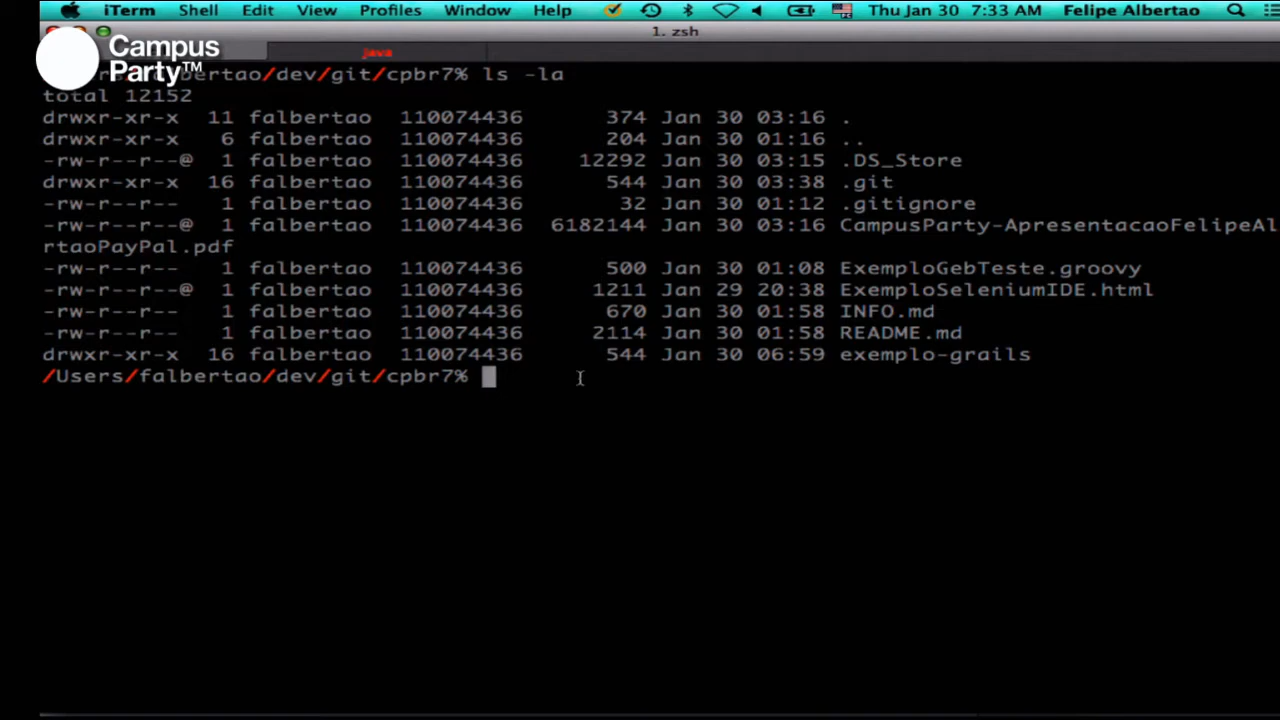 iTerm Shell Edit View Profiles Window Help Thu Jan 30 7:33 AM Felipe Albertao
1. zsh
Campus
Party™
java
albertao/dev/git/cpbr7% ls -la
total 12152
drwxr-xr-x 11 falbertao 110074436 374 Jan 30 03:16 .
drwxr-xr-x 6 falbertao 110074436 204 Jan 30 01:16 ..
-rw-r--r--@ 1 falbertao 110074436 12292 Jan 30 03:15 .DS_Store
drwxr-xr-x 16 falbertao 110074436 544 Jan 30 03:38 .git
-rw-r--r-- 1 falbertao 110074436 32 Jan 30 01:12 .gitignore
-rw-r--r--@ 1 falbertao 110074436 6182144 Jan 30 03:16 CampusParty-ApresentacaoFelipeAl
rtaoPayPal.pdf
-rw-r--r-- 1 falbertao 110074436 500 Jan 30 01:08 ExemploGebTeste.groovy
-rw-r--r--@ 1 falbertao 110074436 1211 Jan 29 20:38 ExemploSeleniumIDE.html
-rw-r--r-- 1 falbertao 110074436 670 Jan 30 01:58 INFO.md
-rw-r--r-- 1 falbertao 110074436 2114 Jan 30 01:58 README.md
drwxr-xr-x 16 falbertao 110074436 544 Jan 30 06:59 exemplo-grails
/Users/falbertao/dev/git/cpbr7%